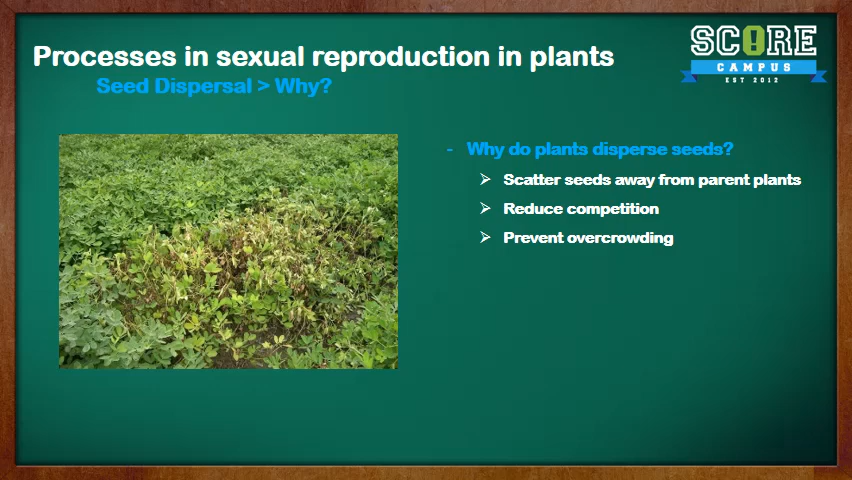 Processes in sexual reproduction in plants
Seed Dispersal > Why?
SCORE
CAMPUS
EST 2012
- Why do plants disperse seeds?
➢ Scatter seeds away from parent plants
➢ Reduce competition
➢ Prevent overcrowding